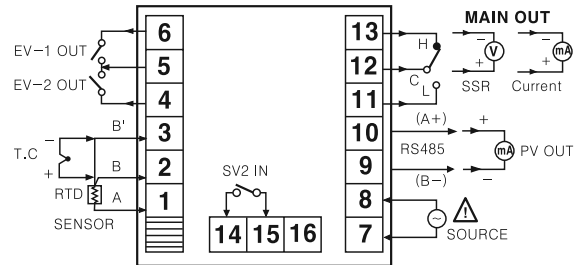 MAIN OUT
6
EV-1 OUT
5
EV-2 OUT
4
B'
3
T.C
− +
B
2
RTD
A
1
SENSOR
SV2 IN
14 15 16
13
H
12
C
L
11
− V +
SSR
− mA +
Current
(A+)
10
RS485
+ mA −
PV OUT
9
(B−)
8
SOURCE
7